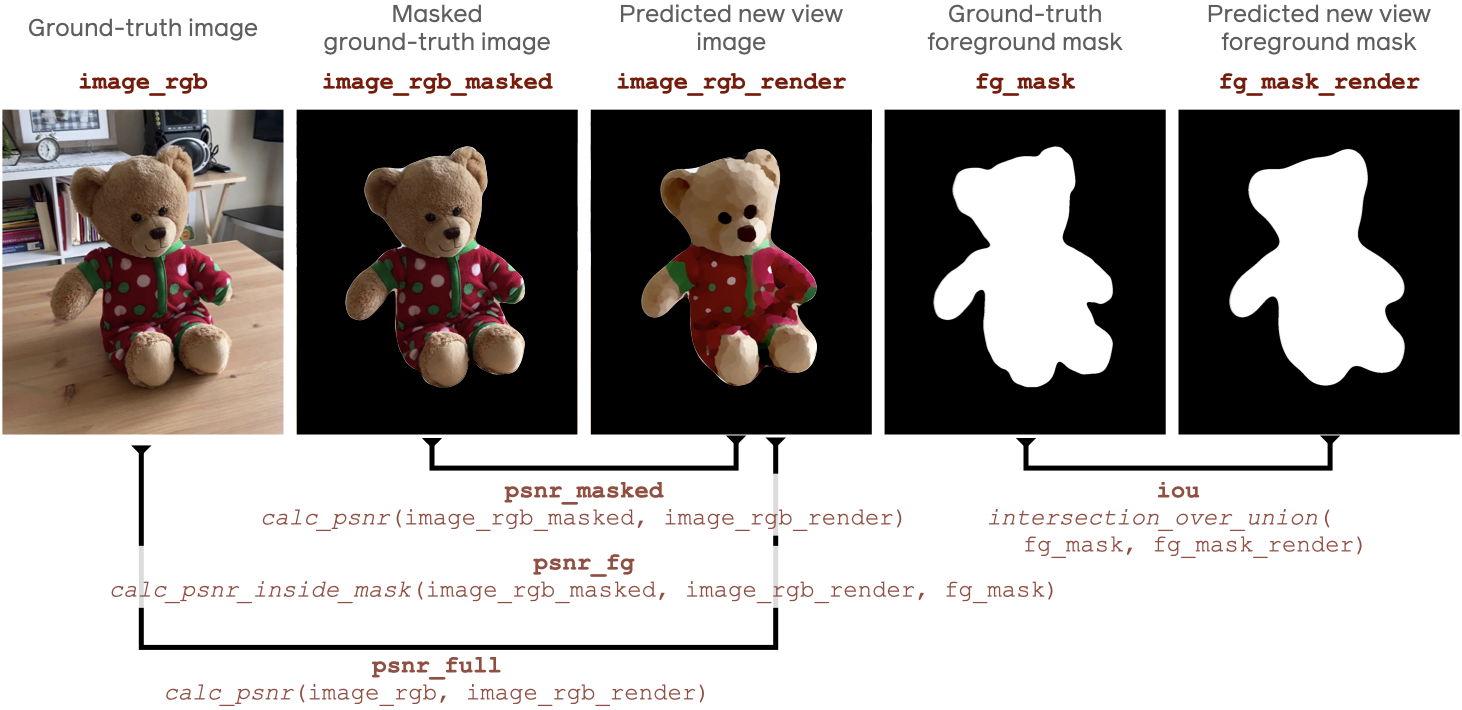 Ground-truth image
Masked
ground-truth image
Predicted new view
image
Ground-truth
foreground mask
Predicted new view
foreground mask
image_rgb
image_rgb_masked
image_rgb_render
fg_mask
fg_mask_render
psnr_masked
calc_psnr(image_rgb_masked, image_rgb_render)
iou
intersection_over_union(
fg_mask, fg_mask_render)
psnr_fg
calc_psnr_inside_mask(image_rgb_masked, image_rgb_render, fg_mask)
psnr_full
calc_psnr(image_rgb, image_rgb_render)